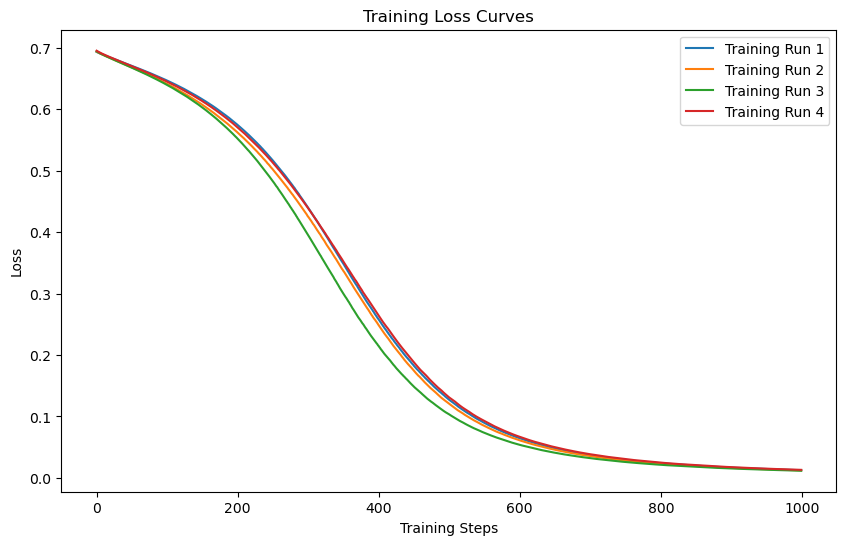 Training Loss Curves
0.7
0.6
0.5
0.4
0.3
0.2
0.1
0.0
Loss
Training Run 1
Training Run 2
Training Run 3
Training Run 4
0 200 400 600 800 1000
Training Steps